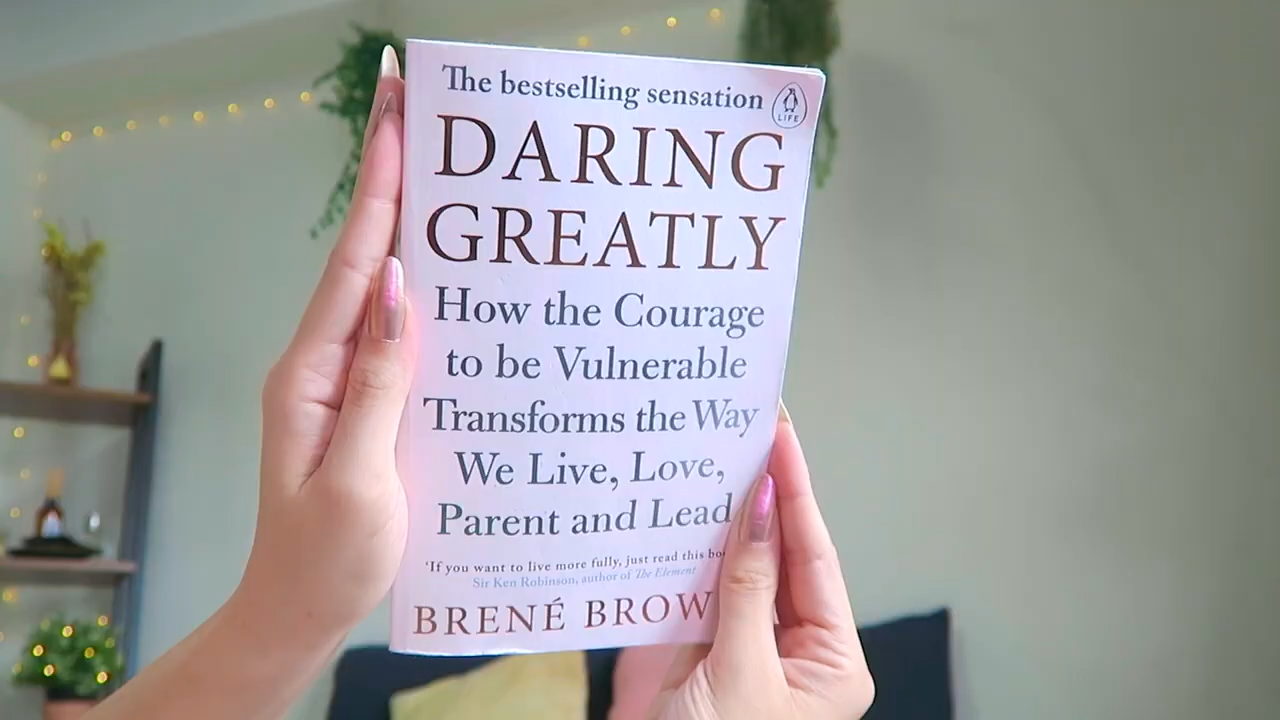 The bestselling sensation
LIFE
DARING
GREATLY
How the Courage
to be Vulnerable
Transforms the Way
We Live, Love,
Parent and Lead
‘If you want to live more fully, just read this
Sir Ken Robinson, author of The Element
BRENÉ BROW